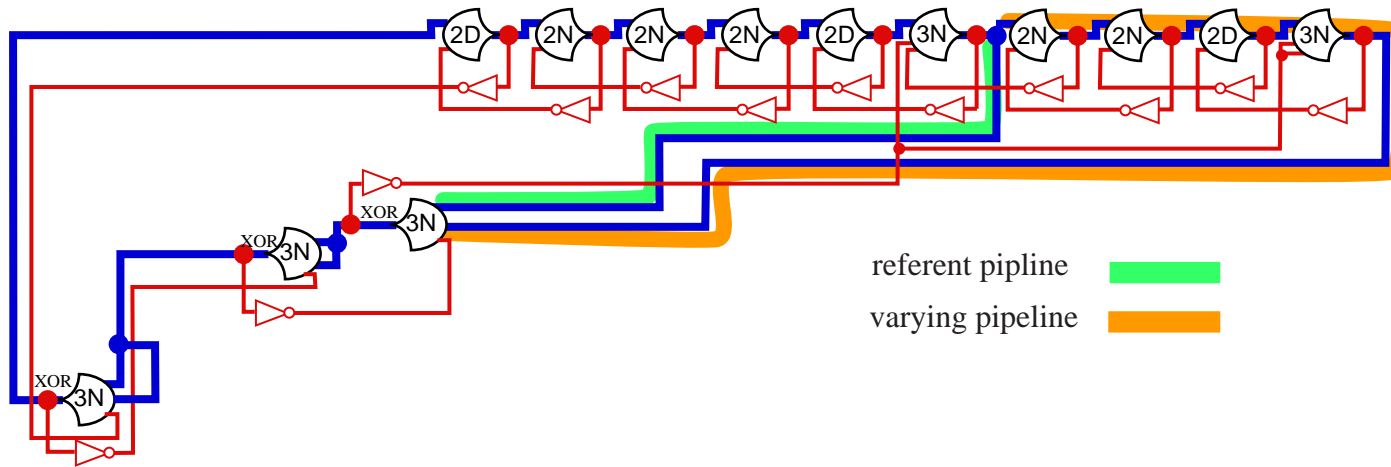 2D 2N 2N 2N 2D 3N 2N 2N 2D 3N
XOR 3N
XOR 3N
referent pipline
varying pipeline
XOR 3N